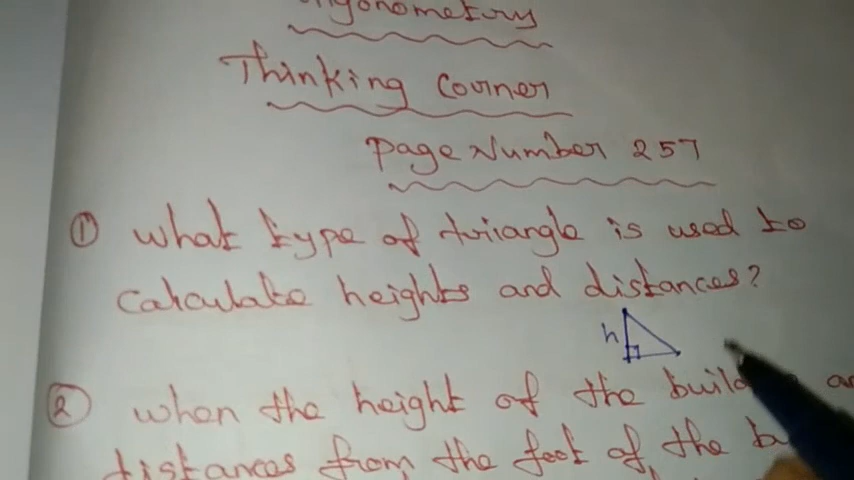 Trigonometry
Thinking Corner
page Number 257
① what type of triangle is used to
calculate heights and distances?
h
② when the height of the build
distances from the foot of the bu